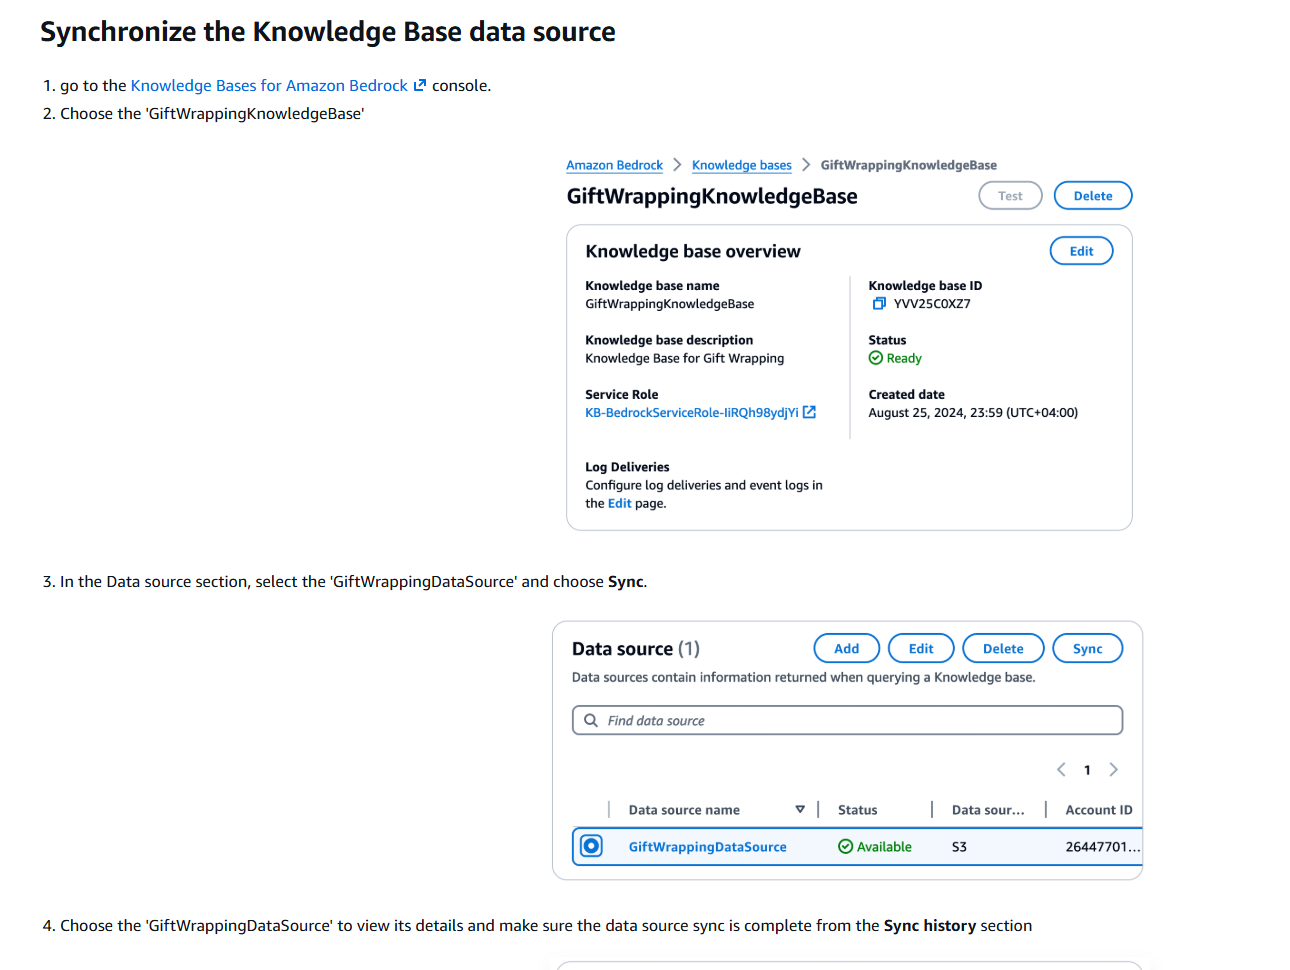 Synchronize the Knowledge Base data source
1. go to the Knowledge Bases for Amazon Bedrock console.
2. Choose the 'GiftWrappingKnowledgeBase'
Amazon Bedrock > Knowledge bases > GiftWrappingKnowledgeBase
GiftWrappingKnowledgeBase Test Delete
Knowledge base overview Edit
Knowledge base name Knowledge base ID
GiftWrappingKnowledgeBase YVV25C0XZ7
Knowledge base description Status
Knowledge Base for Gift Wrapping Ready
Service Role Created date
KB-BedrockServiceRole-IiRQh98ydjYi August 25, 2024, 23:59 (UTC+04:00)
Log Deliveries
Configure log deliveries and event logs in
the Edit page.
3. In the Data source section, select the 'GiftWrappingDataSource' and choose Sync.
Data source (1) Add Edit Delete Sync
Data sources contain information returned when querying a Knowledge base.
Find data source
1
Data source name Status Data sour... Account ID
GiftWrappingDataSource Available S3 26447701...
4. Choose the 'GiftWrappingDataSource' to view its details and make sure the data source sync is complete from the Sync history section